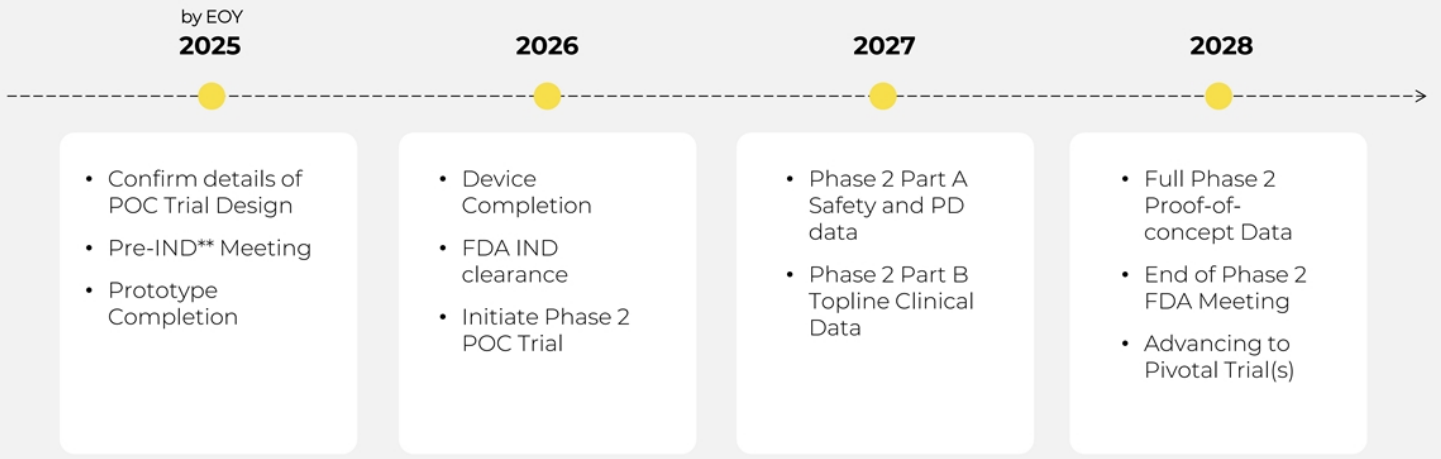 by EOY
2025
2026
2027
2028
• Confirm details of
POC Trial Design
• Pre-IND** Meeting
• Prototype
Completion
• Device
Completion
• FDA IND
clearance
• Initiate Phase 2
POC Trial
• Phase 2 Part A
Safety and PD
data
• Phase 2 Part B
Topline Clinical
Data
• Full Phase 2
Proof-of-
concept Data
• End of Phase 2
FDA Meeting
• Advancing to
Pivotal Trial(s)